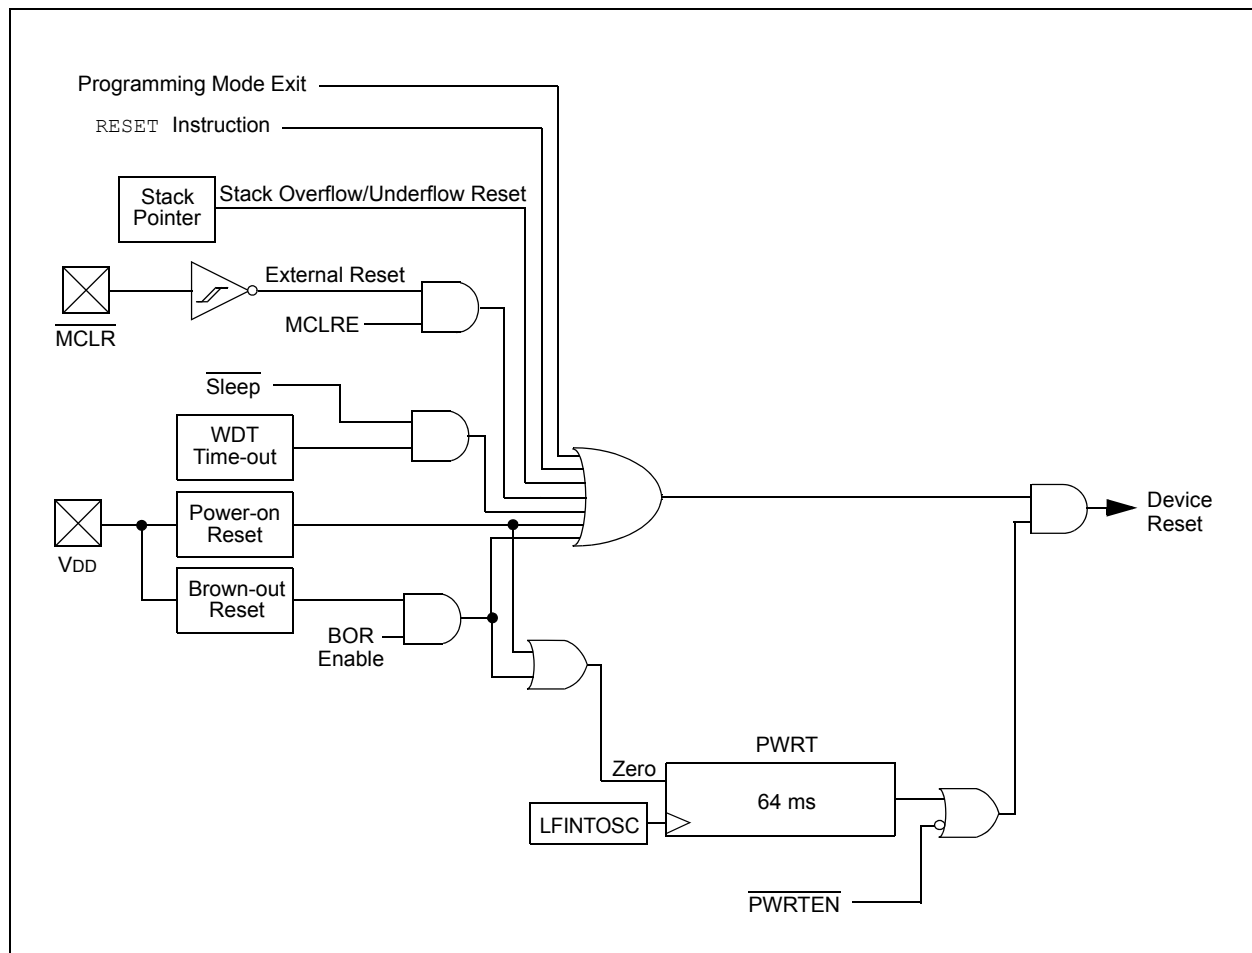 Programming Mode Exit
RESET Instruction
Stack
Pointer
Stack Overflow/Underflow Reset
External Reset
MCLRE
MCLR
Sleep
WDT
Time-out
Power-on
Reset
VDD
Brown-out
Reset
BOR
Enable
Device
Reset
PWRT
Zero
64 ms
LFINTOSC
PWRTEN